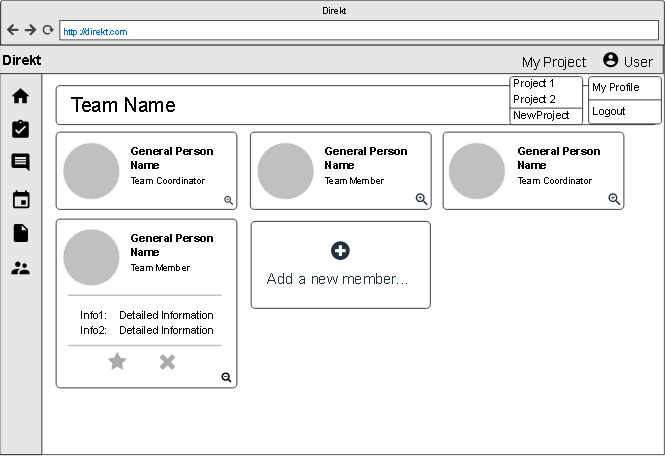 Direkt
http://direkt.com
Direkt
My Project
User
Project 1
Project 2
NewProject
My Profile
Logout
Team Name
General Person
Name
Team Coordinator
General Person
Name
Team Member
General Person
Name
Team Coordinator
General Person
Name
Team Member
Info1: Detailed Information
Info2: Detailed Information
Add a new member...